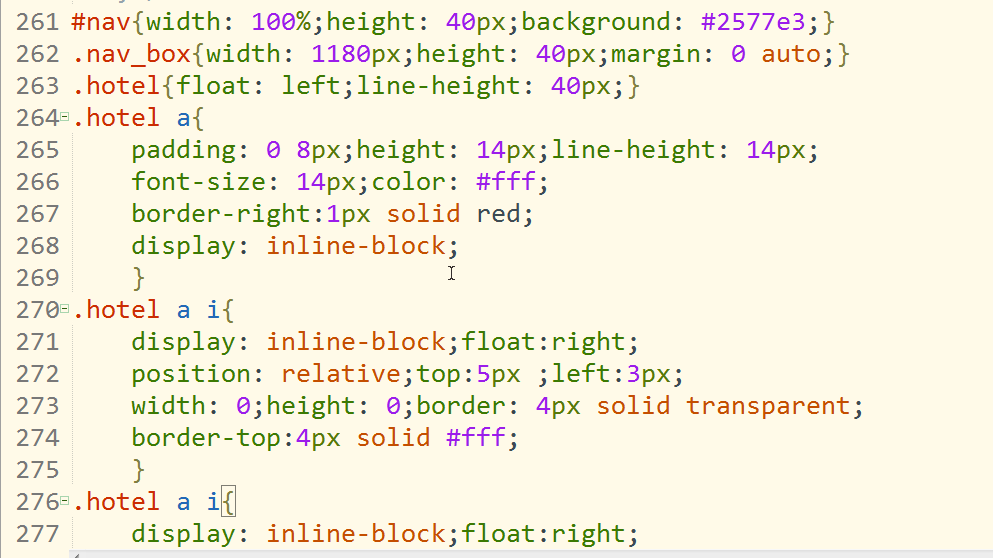 261 #nav{width: 100%;height: 40px;background: #2577e3;}
262 .nav_box{width: 1180px;height: 40px;margin: 0 auto;}
263 .hotel{float: left;line-height: 40px;}
264 .hotel a{
265 padding: 0 8px;height: 14px;line-height: 14px;
266 font-size: 14px;color: #fff;
267 border-right:1px solid red;
268 display: inline-block;
269 }
270 .hotel a i{
271 display: inline-block;float:right;
272 position: relative;top:5px ;left:3px;
273 width: 0;height: 0;border: 4px solid transparent;
274 border-top:4px solid #fff;
275 }
276 .hotel a i{
277 display: inline-block;float:right;